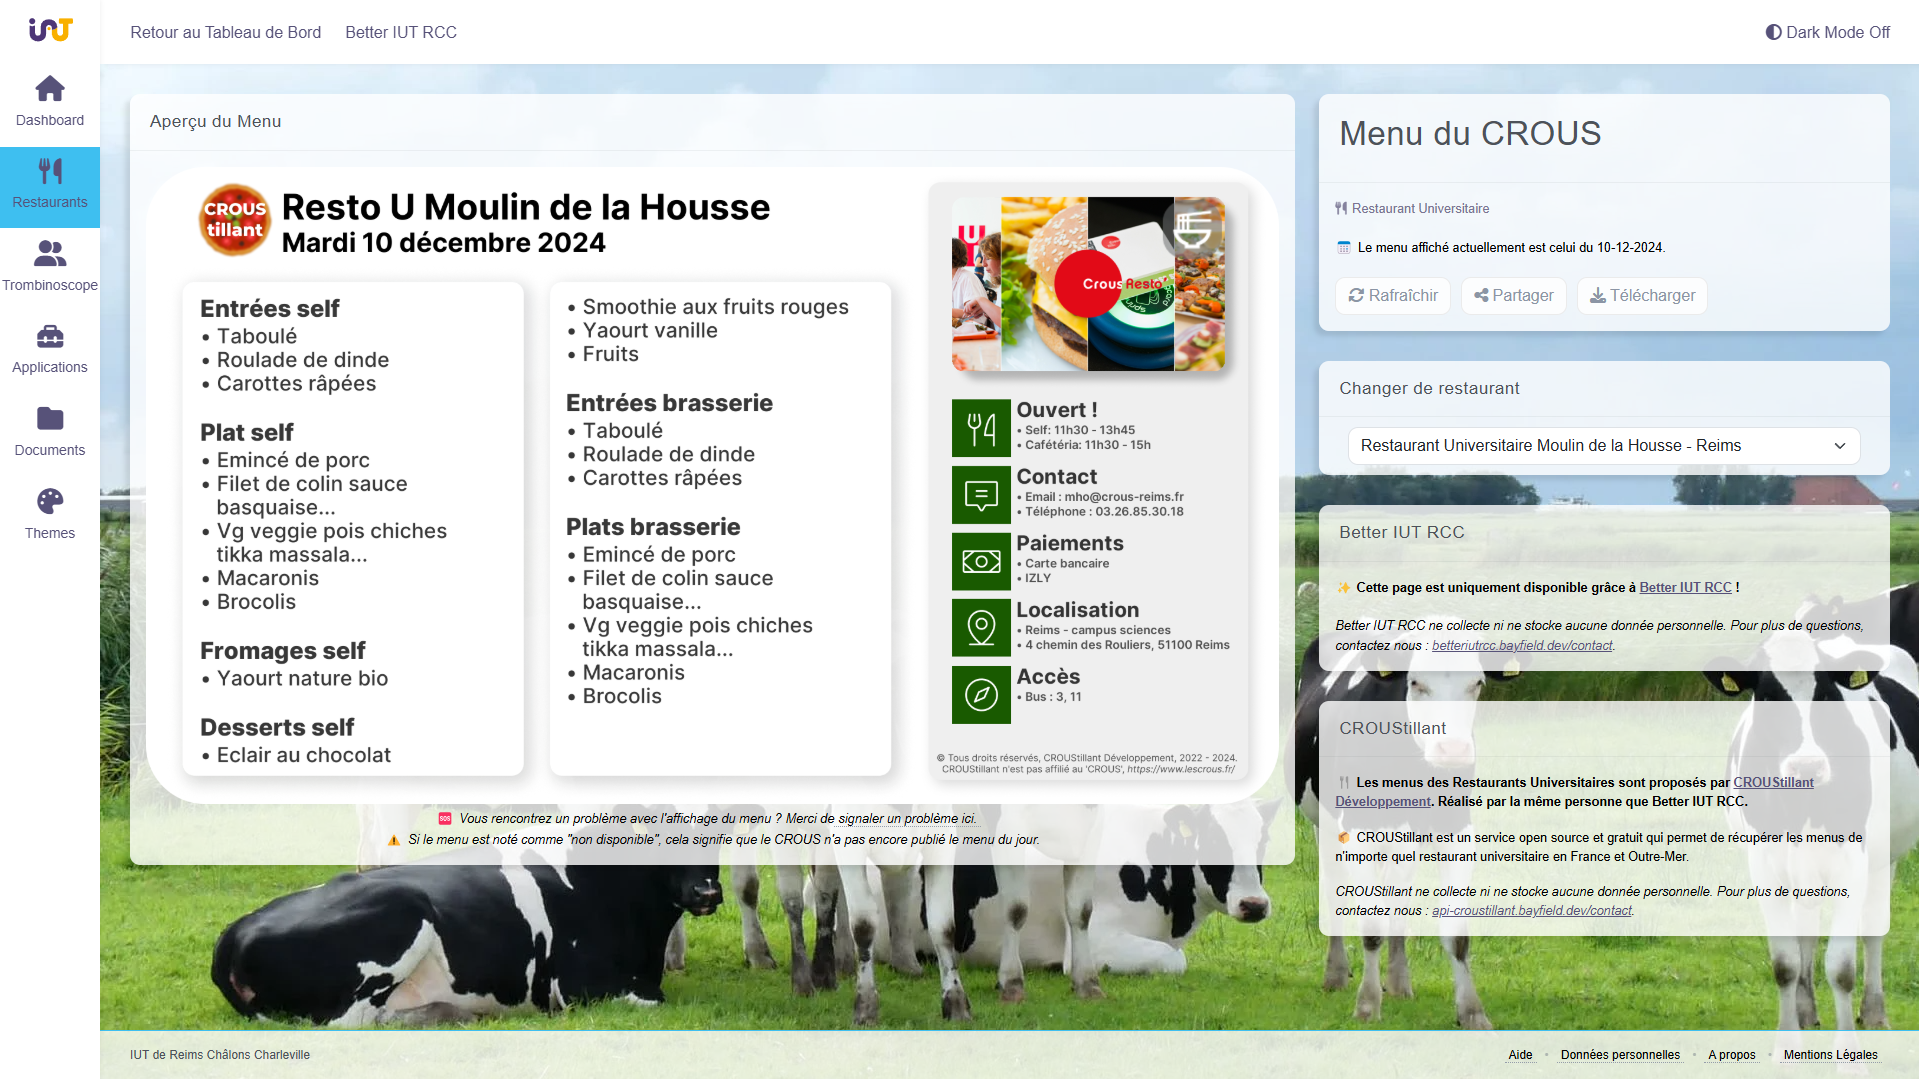 Retour au Tableau de Bord
Better IUT RCC
Dark Mode Off
Dashboard
Restaurants
Trombinoscope
Applications
Documents
Themes
Aperçu du Menu
CROUS
tillant
Resto U Moulin de la Housse
Mardi 10 décembre 2024
Entrées self
• Taboulé
• Roulade de dinde
• Carottes râpées
Plat self
• Emincé de porc
• Filet de colin sauce
basquaise...
• Vg veggie pois chiches
tikka massala...
• Macaronis
• Brocolis
Fromages self
• Yaourt nature bio
Desserts self
• Eclair au chocolat
• Smoothie aux fruits rouges
• Yaourt vanille
• Fruits
Entrées brasserie
• Taboulé
• Roulade de dinde
• Carottes râpées
Plats brasserie
• Emincé de porc
• Filet de colin sauce
basquaise...
• Vg veggie pois chiches
tikka massala...
• Macaronis
• Brocolis
Crous Resto'
Ouvert !
• Self: 11h30 - 13h45
• Cafétéria: 11h30 - 15h
Contact
• Email : mho@crous-reims.fr
• Téléphone : 03.26.85.30.18
Paiements
• Carte bancaire
• IZLY
Localisation
• Reims - campus sciences
• 4 chemin des Rouliers, 51100 Reims
Accès
• Bus : 3, 11
© Tous droits réservés, CROUStillant Développement, 2022 - 2024.
CROUStillant n'est pas affilié au 'CROUS', https://www.lescrous.fr/
SOS Vous rencontrez un problème avec l'affichage du menu ? Merci de signaler un problème ici.
Si le menu est noté comme "non disponible", cela signifie que le CROUS n'a pas encore publié le menu du jour.
Menu du CROUS
Restaurant Universitaire
Le menu affiché actuellement est celui du 10-12-2024.
Rafraîchir
Partager
Télécharger
Changer de restaurant
Restaurant Universitaire Moulin de la Housse - Reims
Better IUT RCC
Cette page est uniquement disponible grâce à Better IUT RCC !
Better IUT RCC ne collecte ni ne stocke aucune donnée personnelle. Pour plus de questions,
contactez nous : betteriutrcc.bayfield.dev/contact.
CROUStillant
Les menus des Restaurants Universitaires sont proposés par CROUStillant
Développement. Réalisé par la même personne que Better IUT RCC.
CROUStillant est un service open source et gratuit qui permet de récupérer les menus de
n'importe quel restaurant universitaire en France et Outre-Mer.
CROUStillant ne collecte ni ne stocke aucune donnée personnelle. Pour plus de questions,
contactez nous : api-croustillant.bayfield.dev/contact.
IUT de Reims Châlons Charleville
Aide • Données personnelles • A propos • Mentions Légales